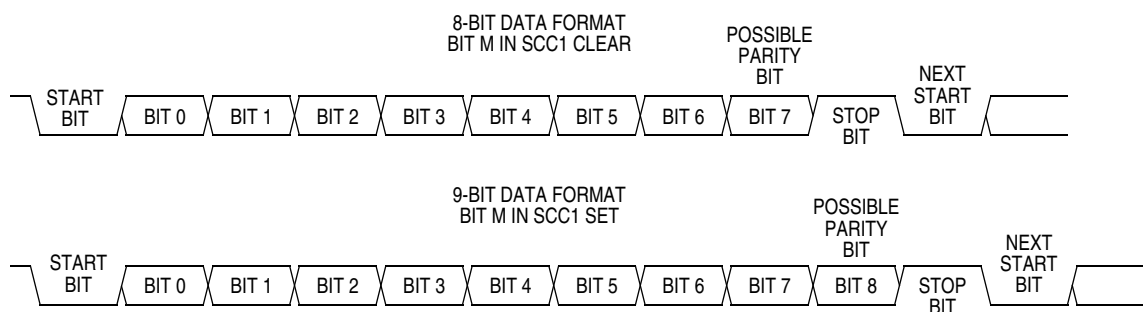 8-BIT DATA FORMAT
BIT M IN SCC1 CLEAR
POSSIBLE
PARITY
BIT
NEXT
START
BIT
START
BIT
BIT 0
BIT 1
BIT 2
BIT 3
BIT 4
BIT 5
BIT 6
BIT 7
STOP
BIT
9-BIT DATA FORMAT
BIT M IN SCC1 SET
POSSIBLE
PARITY
BIT
NEXT
START
BIT
START
BIT
BIT 0
BIT 1
BIT 2
BIT 3
BIT 4
BIT 5
BIT 6
BIT 7
BIT 8
STOP
BIT